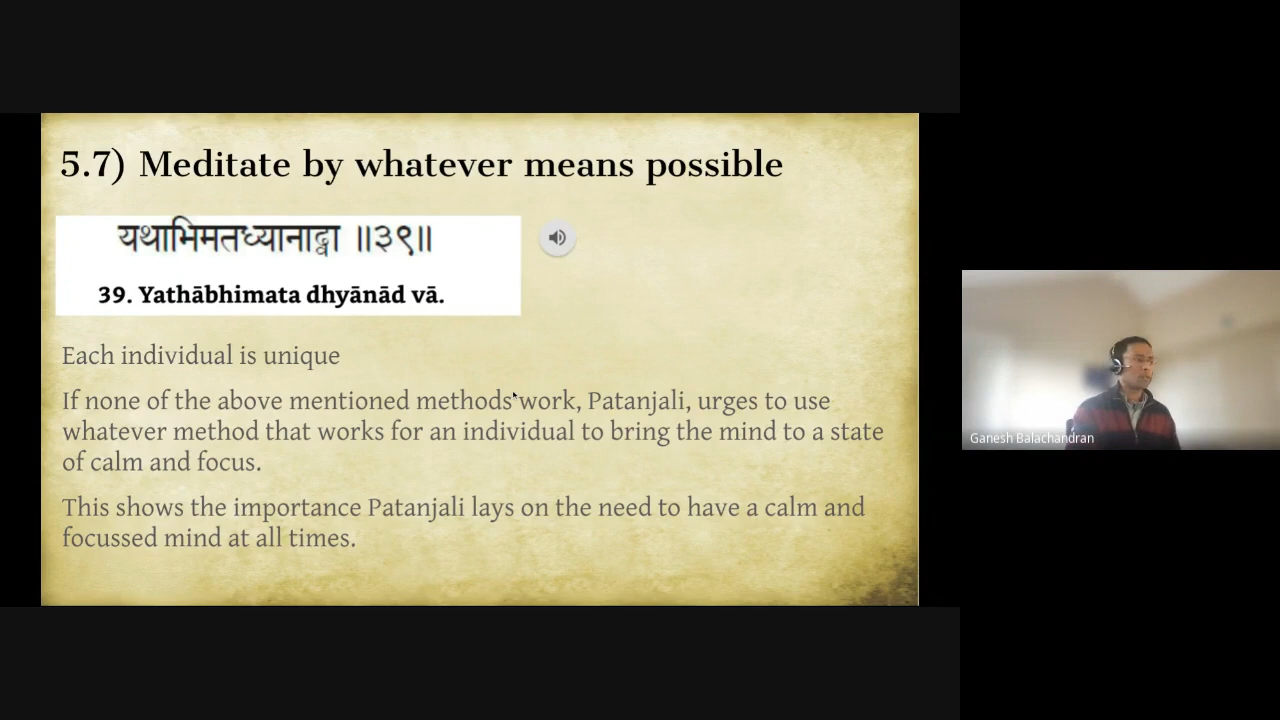 5.7) Meditate by whatever means possible
यथाभिमतध्यानाद्वा ॥३९॥
39. Yathābhimata dhyānād vā.
Each individual is unique
If none of the above mentioned methods work, Patanjali, urges to use
whatever method that works for an individual to bring the mind to a state
of calm and focus.
This shows the importance Patanjali lays on the need to have a calm and
focussed mind at all times.
Ganesh Balachandran